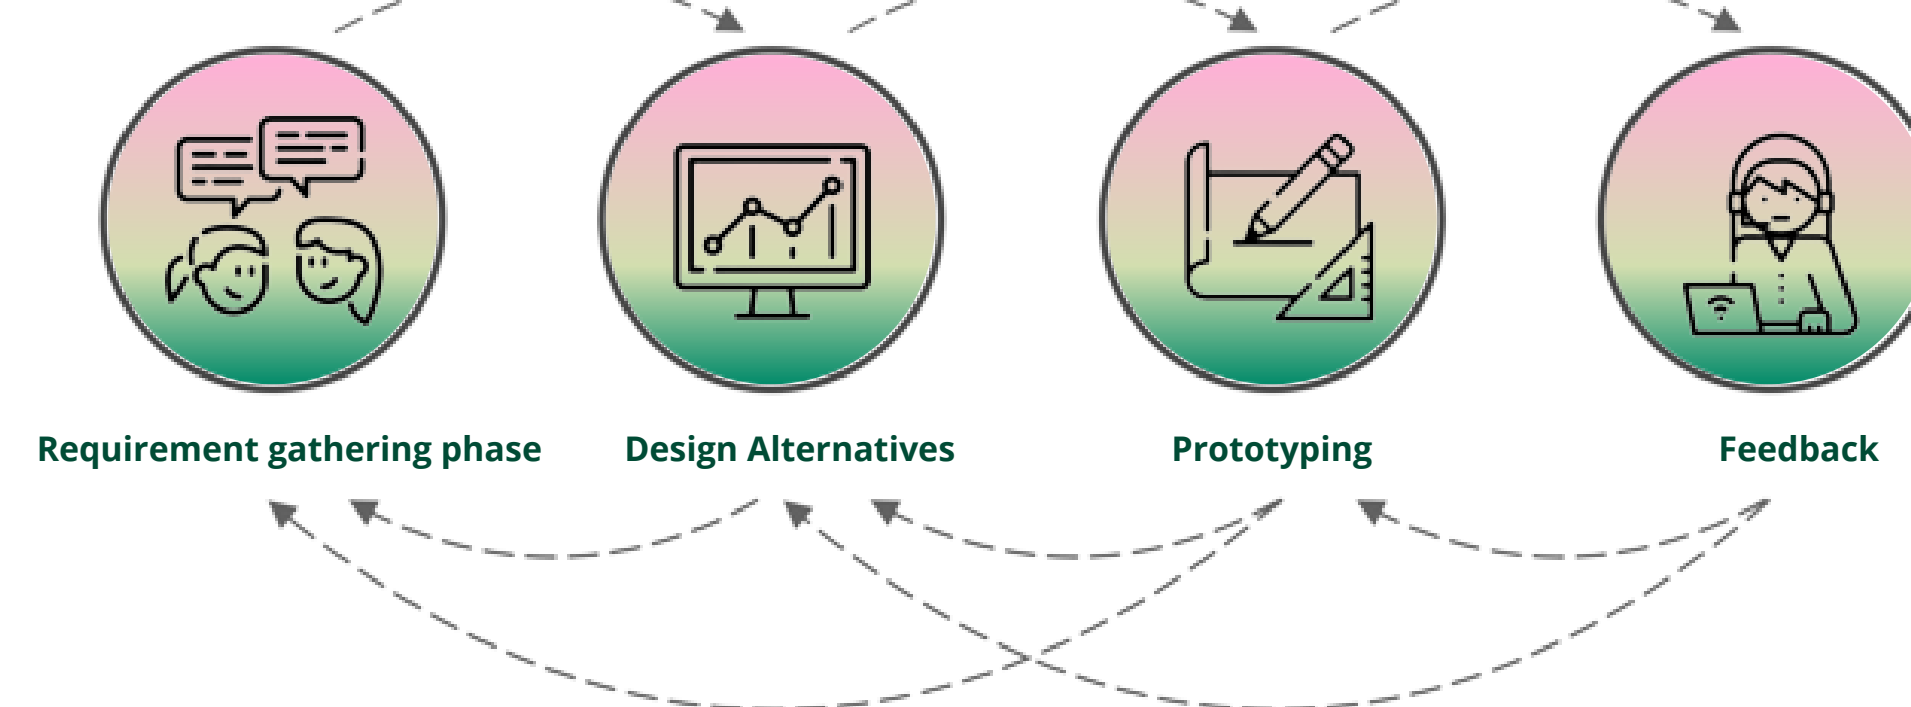 Requirement gathering phase
Design Alternatives
Prototyping
Feedback